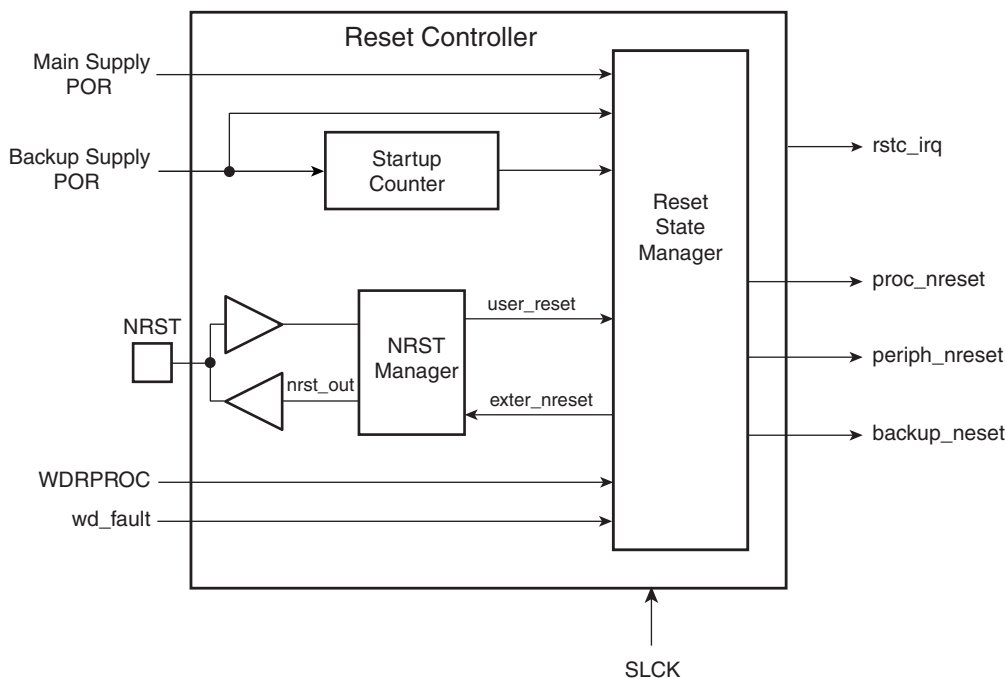 Reset Controller
Main Supply
POR
Backup Supply
POR
Startup
Counter
rstc_irq
Reset
State
Manager
proc_nreset
user_reset
NRST
NRST
Manager
nrst_out
exter_nreset
periph_nreset
backup_neset
WDRPROC
wd_fault
SLCK